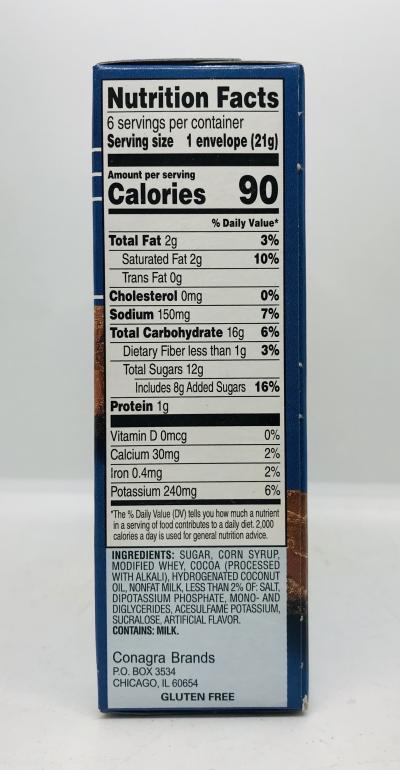 Nutrition Facts
6 servings per container
Serving size 1 envelope (21g)
Amount per serving
Calories 90
% Daily Value*
Total Fat 2g 3%
Saturated Fat 2g 10%
Trans Fat 0g
Cholesterol 0mg 0%
Sodium 150mg 7%
Total Carbohydrate 16g 6%
Dietary Fiber less than 1g 3%
Total Sugars 12g
Includes 8g Added Sugars 16%
Protein 1g
Vitamin D 0mcg 0%
Calcium 30mg 2%
Iron 0.4mg 2%
Potassium 240mg 6%
*The % Daily Value (DV) tells you how much a nutrient
in a serving of food contributes to a daily diet. 2,000
calories a day is used for general nutrition advice.
INGREDIENTS: SUGAR, CORN SYRUP,
MODIFIED WHEY, COCOA (PROCESSED
WITH ALKALI), HYDROGENATED COCONUT
OIL, NONFAT MILK, LESS THAN 2% OF: SALT,
DIPOTASSIUM PHOSPHATE, MONO- AND
DIGLYCERIDES, ACESULFAME POTASSIUM,
SUCRALOSE, ARTIFICIAL FLAVOR.
CONTAINS: MILK.
Conagra Brands
P.O. BOX 3534
CHICAGO, IL 60654
GLUTEN FREE